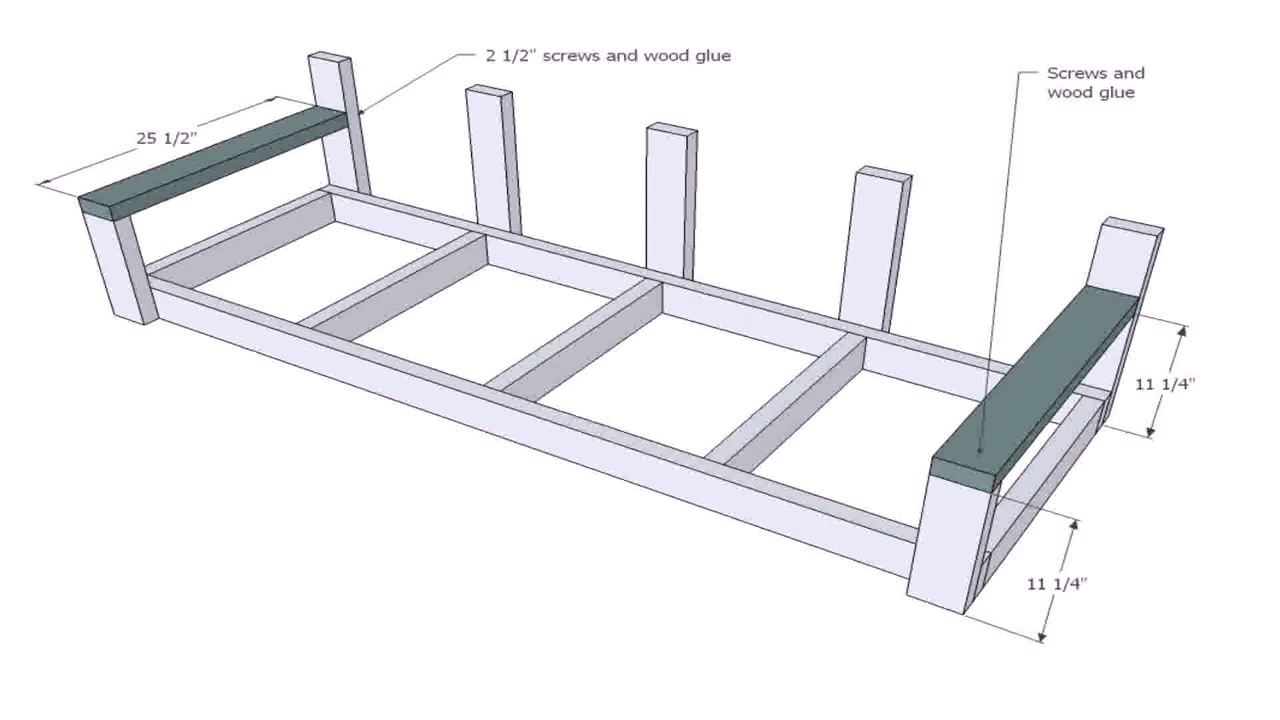 2 1/2" screws and wood glue
Screws and
wood glue
25 1/2"
11 1/4"
11 1/4"